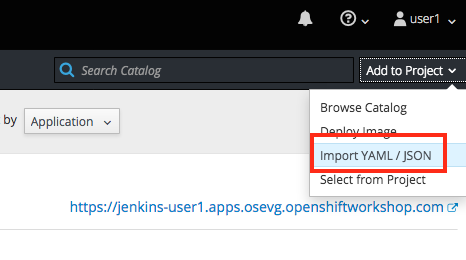 user1
Search Catalog
Add to Project
by Application
Browse Catalog
Deploy Image
Import YAML / JSON
Select from Project
https://jenkins-user1.apps.osevg.openshiftworkshop.com